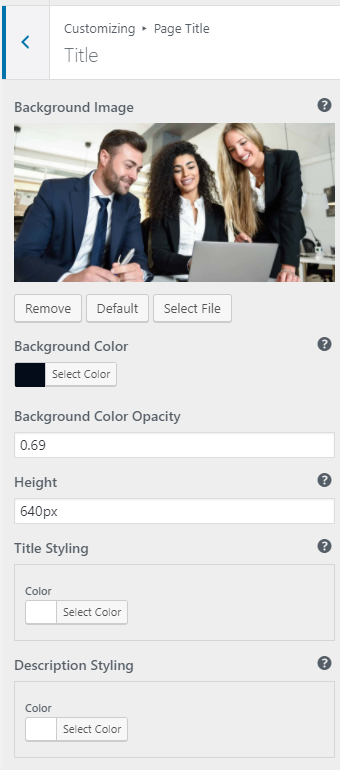 Customizing ▸ Page Title
Title
Background Image
Remove Default Select File
Background Color
Select Color
Background Color Opacity
0.69
Height
640px
Title Styling
Color
Select Color
Description Styling
Color
Select Color